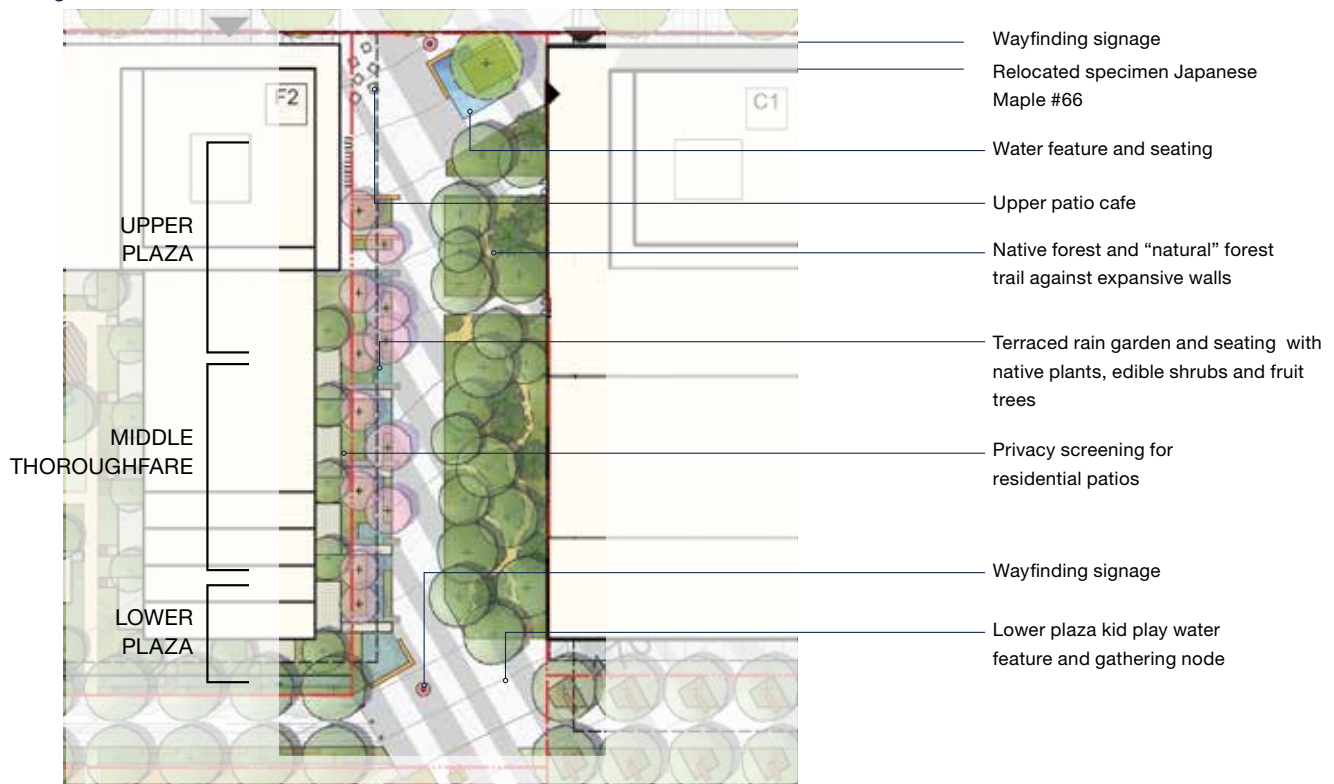 Wayfinding signage
Relocated specimen Japanese
Maple #66
F2
C1
Water feature and seating
Upper patio cafe
UPPER
PLAZA
Native forest and “natural” forest
trail against expansive walls
Terraced rain garden and seating with
native plants, edible shrubs and fruit
trees
MIDDLE
THOROUGHFARE
Privacy screening for
residential patios
Wayfinding signage
LOWER
PLAZA
Lower plaza kid play water
feature and gathering node